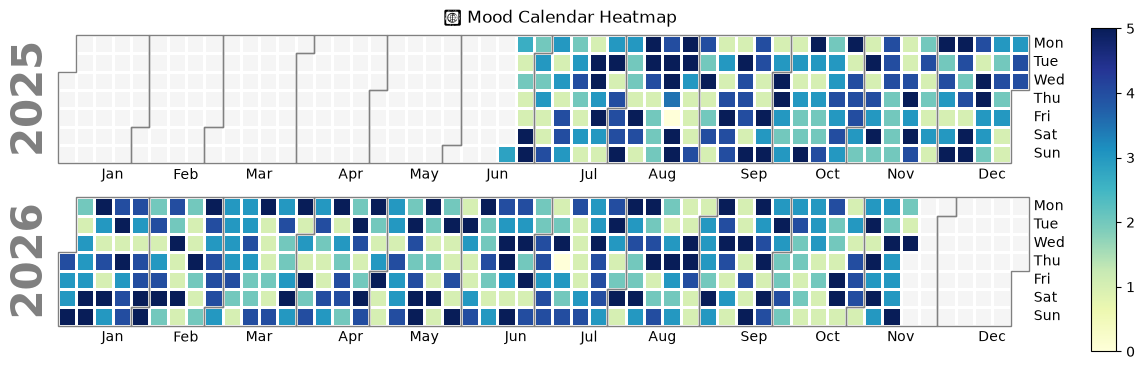 Mood Calendar Heatmap
2025
Mon
Tue
Wed
Thu
Fri
Sat
Sun
Jan Feb Mar Apr May Jun Jul Aug Sep Oct Nov Dec
2026
Mon
Tue
Wed
Thu
Fri
Sat
Sun
Jan Feb Mar Apr May Jun Jul Aug Sep Oct Nov Dec
5
4
3
2
1
0